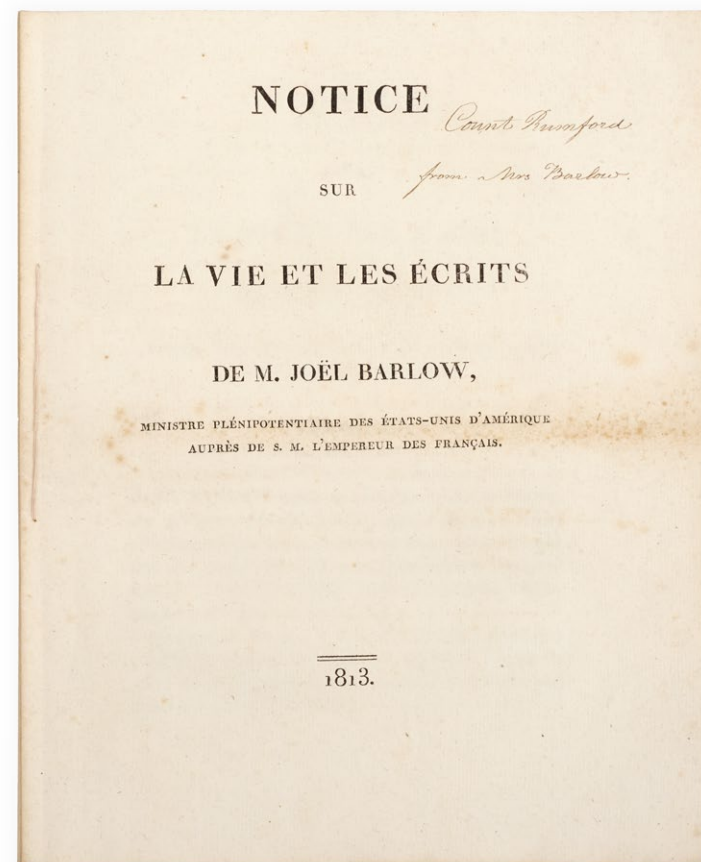 NOTICE
Count Rumford
from Mrs Barlow.
SUR
LA VIE ET LES ÉCRITS
DE M. JOËL BARLOW,
MINISTRE PLÉNIPOTENTIAIRE DES ÉTATS-UNIS D'AMÉRIQUE
AUPRÈS DE S. M. L'EMPEREUR DES FRANÇAIS.
1813.